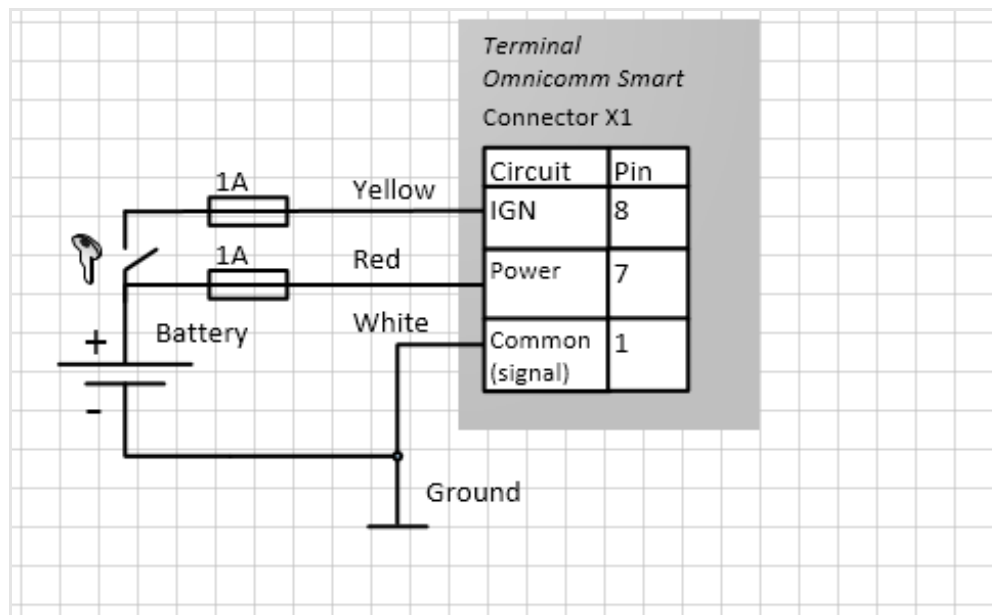 Terminal
Omnicomm Smart
Connector X1
Circuit Pin
1A Yellow IGN 8
1A Red Power 7
White Common 1
(signal)
+ Battery
-
Ground